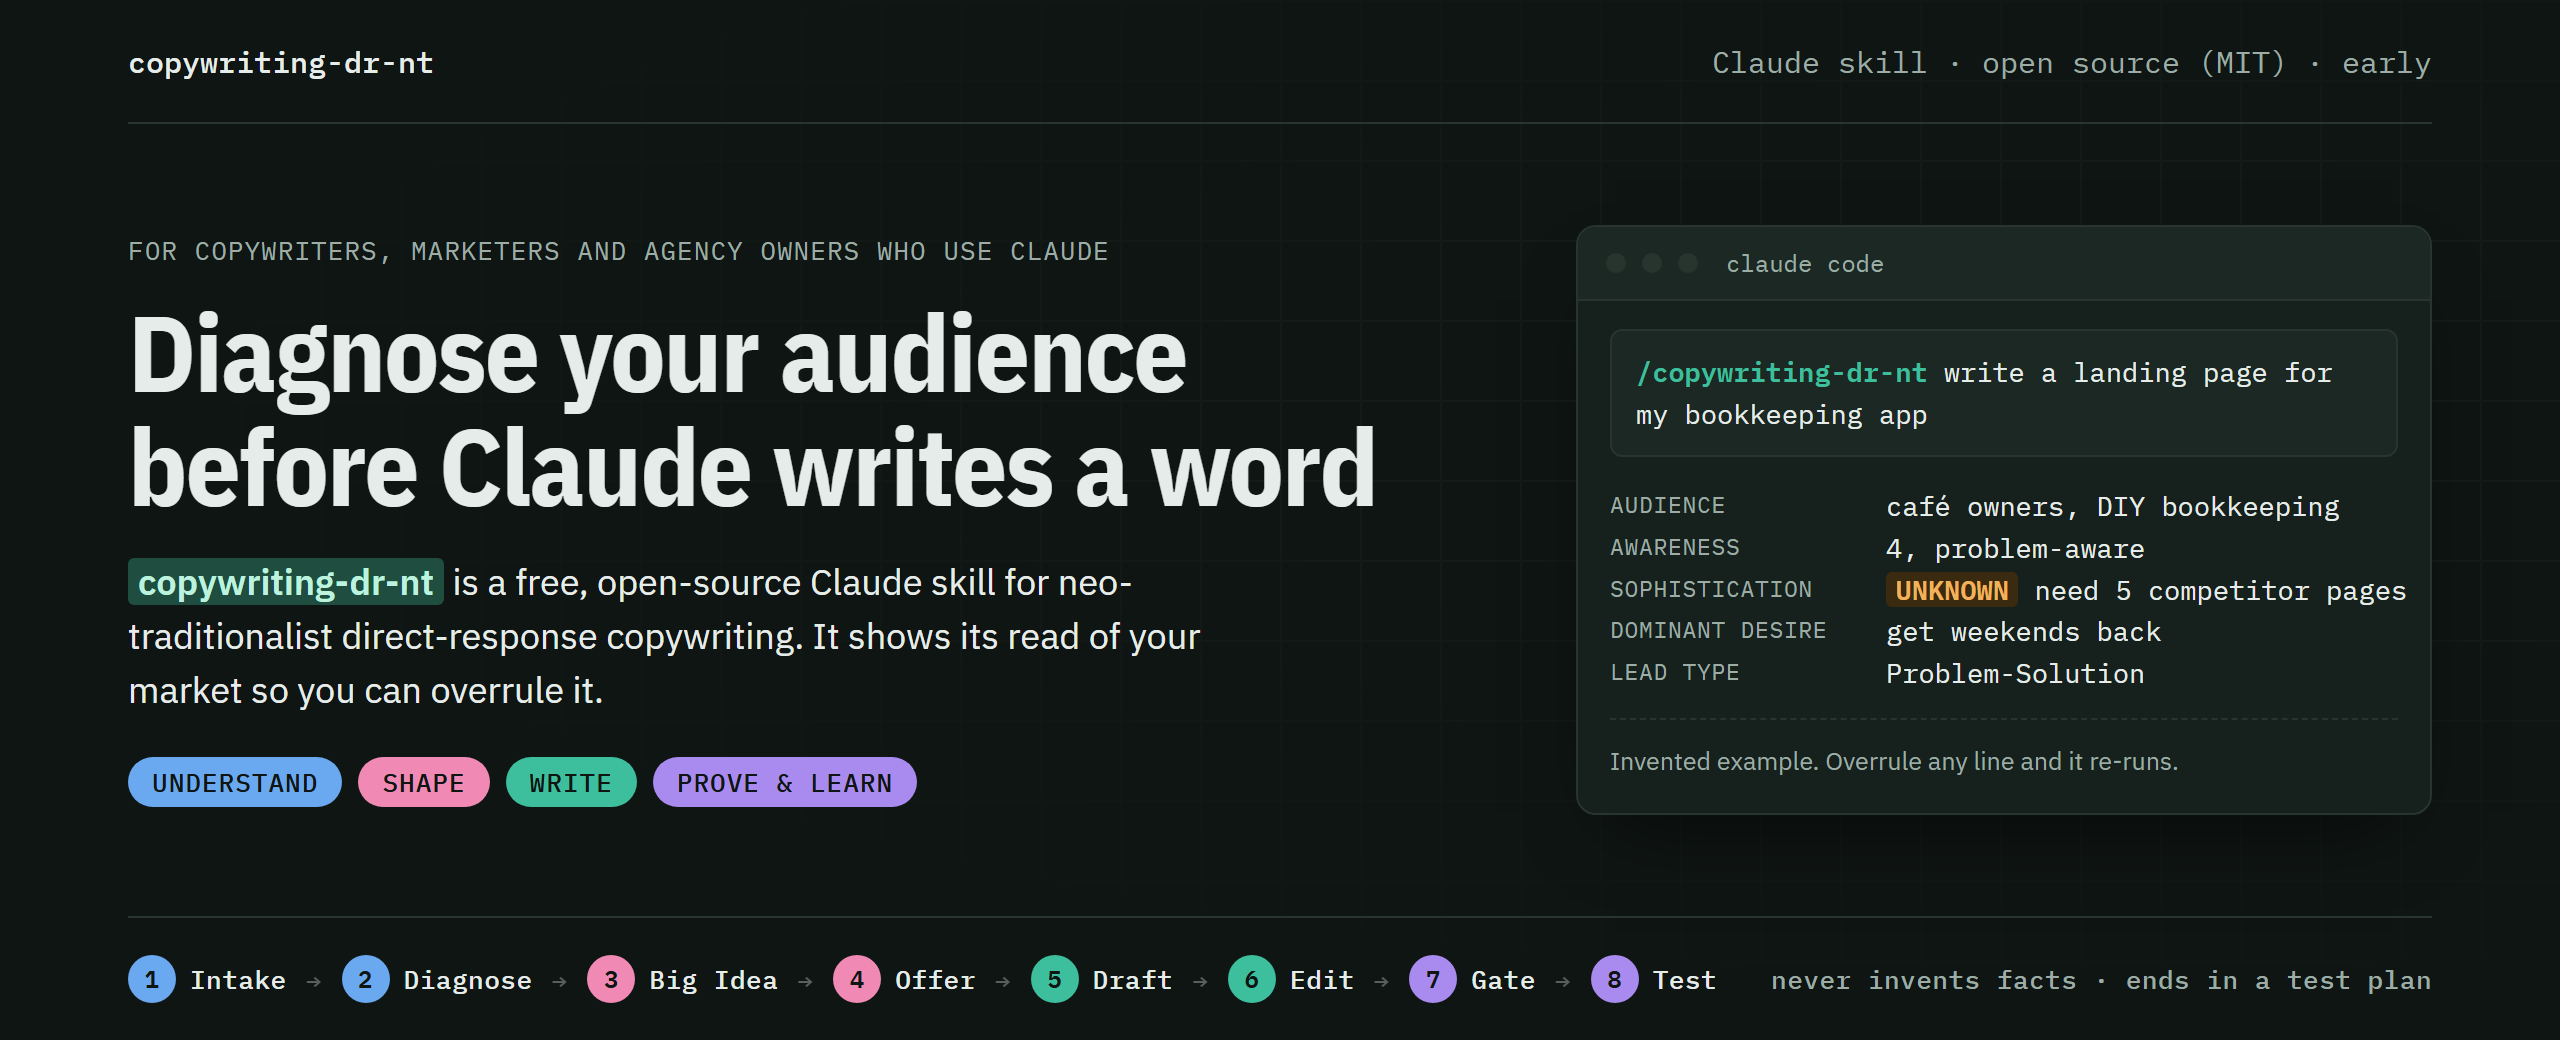 copywriting-dr-nt
Claude skill · open source (MIT) · early
FOR COPYWRITERS, MARKETERS AND AGENCY OWNERS WHO USE CLAUDE
Diagnose your audience
before Claude writes a word
copywriting-dr-nt is a free, open-source Claude skill for neo-
traditionalist direct-response copywriting. It shows its read of your
market so you can overrule it.
UNDERSTAND SHAPE WRITE PROVE & LEARN
claude code
/copywriting-dr-nt write a landing page for
my bookkeeping app
AUDIENCE café owners, DIY bookkeeping
AWARENESS 4, problem-aware
SOPHISTICATION UNKNOWN need 5 competitor pages
DOMINANT DESIRE get weekends back
LEAD TYPE Problem-Solution
Invented example. Overrule any line and it re-runs.
1 Intake → 2 Diagnose → 3 Big Idea → 4 Offer → 5 Draft → 6 Edit → 7 Gate → 8 Test
never invents facts · ends in a test plan